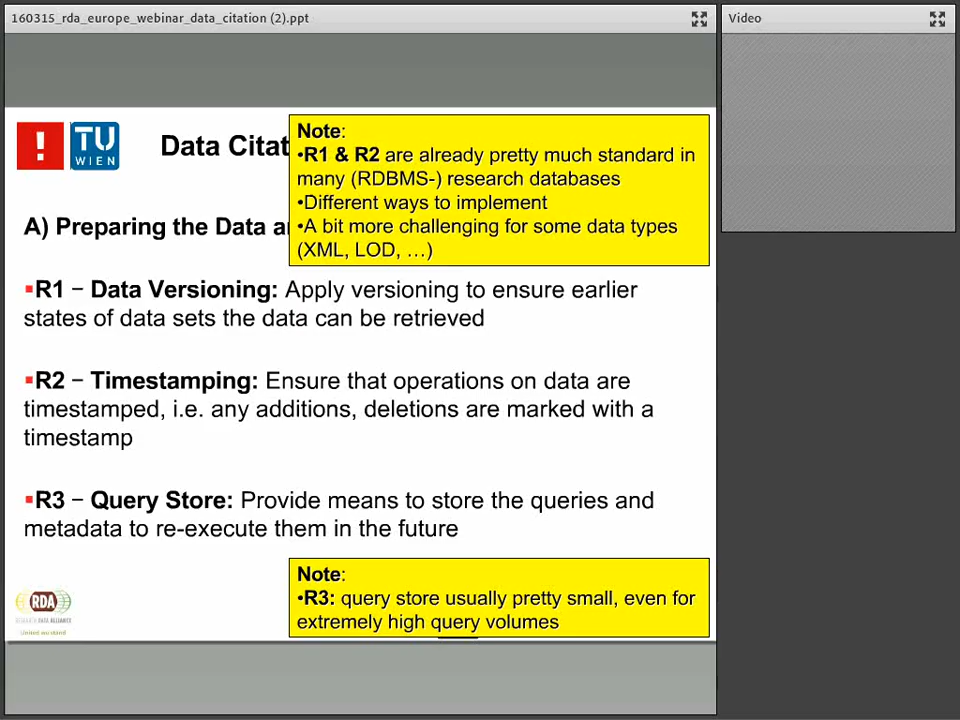 160315_rda_europe_webinar_data_citation (2).ppt
Video
!
TU
WIEN
Data Citat
Note:
•R1 & R2 are already pretty much standard in
many (RDBMS-) research databases
•Different ways to implement
•A bit more challenging for some data types
(XML, LOD, …)
A) Preparing the Data a
▪R1 – Data Versioning: Apply versioning to ensure earlier
states of data sets the data can be retrieved
▪R2 – Timestamping: Ensure that operations on data are
timestamped, i.e. any additions, deletions are marked with a
timestamp
▪R3 – Query Store: Provide means to store the queries and
metadata to re-execute them in the future
Note:
•R3: query store usually pretty small, even for
extremely high query volumes
RDA
RESEARCH DATA ALLIANCE